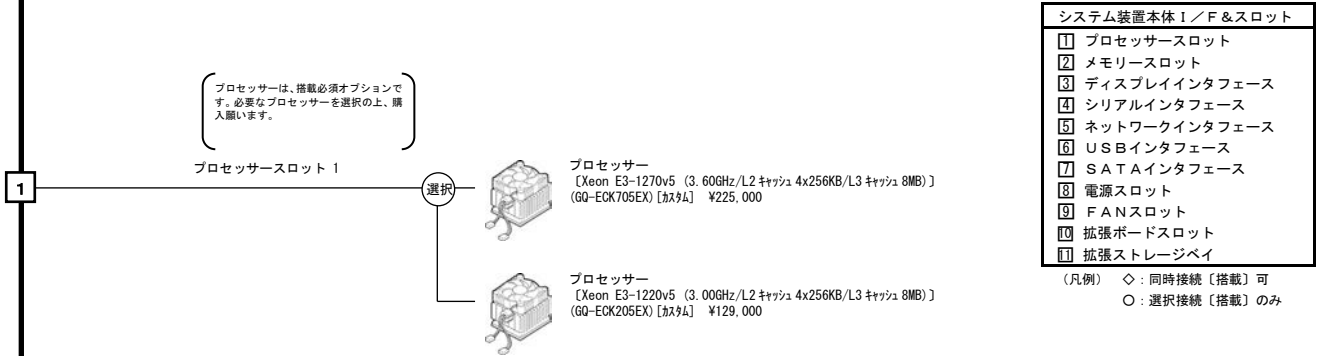 プロセッサーは、搭載必須オプションで
す。必要なプロセッサーを選択の上、購
入願います。
プロセッサースロット 1
1
選択
プロセッサー
〔Xeon E3-1270v5 (3.60GHz/L2 ｷｬｯｼｭ 4x256KB/L3 ｷｬｯｼｭ 8MB)〕
(GQ-ECK705EX)[ｶｽﾀﾑ] ¥225,000
プロセッサー
〔Xeon E3-1220v5 (3.00GHz/L2 ｷｬｯｼｭ 4x256KB/L3 ｷｬｯｼｭ 8MB)〕
(GQ-ECK205EX)[ｶｽﾀﾑ] ¥129,000
システム装置本体Ｉ／Ｆ&スロット
1 プロセッサースロット
2 メモリースロット
3 ディスプレイインタフェース
4 シリアルインタフェース
5 ネットワークインタフェース
6 ＵＳＢインタフェース
7 ＳＡＴＡインタフェース
8 電源スロット
9 ＦＡＮスロット
10 拡張ボードスロット
11 拡張ストレージベイ
(凡例) ◇：同時接続〔搭載〕可
○：選択接続〔搭載〕のみ